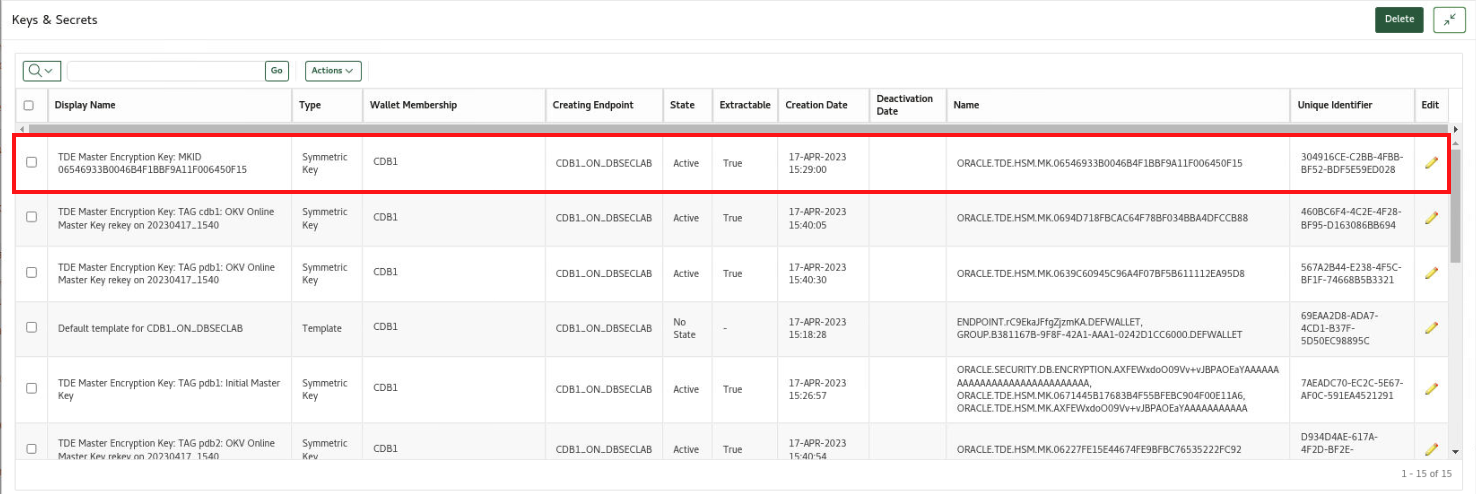 Keys & Secrets
Delete
Go
Actions
Display Name
Type
Wallet Membership
Creating Endpoint
State
Extractable
Creation Date
Deactivation
Date
Name
Unique Identifier
Edit
TDE Master Encryption Key: MKID
06546933B0046B4F1BBF9A11F006450F15
Symmetric
Key
CDB1
CDB1_ON_DBSECLAB
Active
True
17-APR-2023
15:29:00
ORACLE.TDE.HSM.MK.06546933B0046B4F1BBF9A11F006450F15
304916CE-C2BB-4FBB-
BF52-BDF5E59ED028
TDE Master Encryption Key: TAG cdb1: OKV Online
Master Key rekey on 20230417_1540
Symmetric
Key
CDB1
CDB1_ON_DBSECLAB
Active
True
17-APR-2023
15:40:05
ORACLE.TDE.HSM.MK.0694D718FBCAC64F78BF034BBA4DFCCB88
460BC6F4-4C2E-4F28-
BF95-D163086BB694
TDE Master Encryption Key: TAG pdb1: OKV Online
Master Key rekey on 20230417_1540
Symmetric
Key
CDB1
CDB1_ON_DBSECLAB
Active
True
17-APR-2023
15:40:30
ORACLE.TDE.HSM.MK.0639C60945C96A4F07BF5B611112EA95D8
567A2B44-E238-4F5C-
BF1F-74668B5B3321
Default template for CDB1_ON_DBSECLAB
Template
CDB1
CDB1_ON_DBSECLAB
No
State
-
17-APR-2023
15:18:28
ENDPOINT.rC9EkaJFfgZjzmKA.DEFWALLET,
GROUP.B381167B-9F8F-42A1-AAA1-0242D1CC6000.DEFWALLET
69EAA2D8-ADA7-
4CD1-B37F-
5D50EC98895C
TDE Master Encryption Key: TAG pdb1: Initial Master
Key
Symmetric
Key
CDB1
CDB1_ON_DBSECLAB
Active
True
17-APR-2023
15:26:57
ORACLE.SECURITY.DB.ENCRYPTION.AXFEWxdoO09Vv+vJBPAOEaYAAAAAA
AAAAAAAAAAAAAAAAAAAAAAA,
ORACLE.TDE.HSM.MK.0671445B17683B4F55BFEBC904F00E11A6,
ORACLE.TDE.HSM.MK.AXFEWxdoO09Vv+vJBPAOEaYAAAAAAAAAAA
7AEADC70-EC2C-5E67-
AF0C-591EA4521291
TDE Master Encryption Key: TAG pdb2: OKV Online
Master Key rekey on 20230417_1540
Symmetric
Key
CDB1
CDB1_ON_DBSECLAB
Active
True
17-APR-2023
15:40:54
ORACLE.TDE.HSM.MK.06227FE15E44674FE9BFBC76535222FC92
D934D4AE-617A-
4F2D-BF2E-
1 - 15 of 15